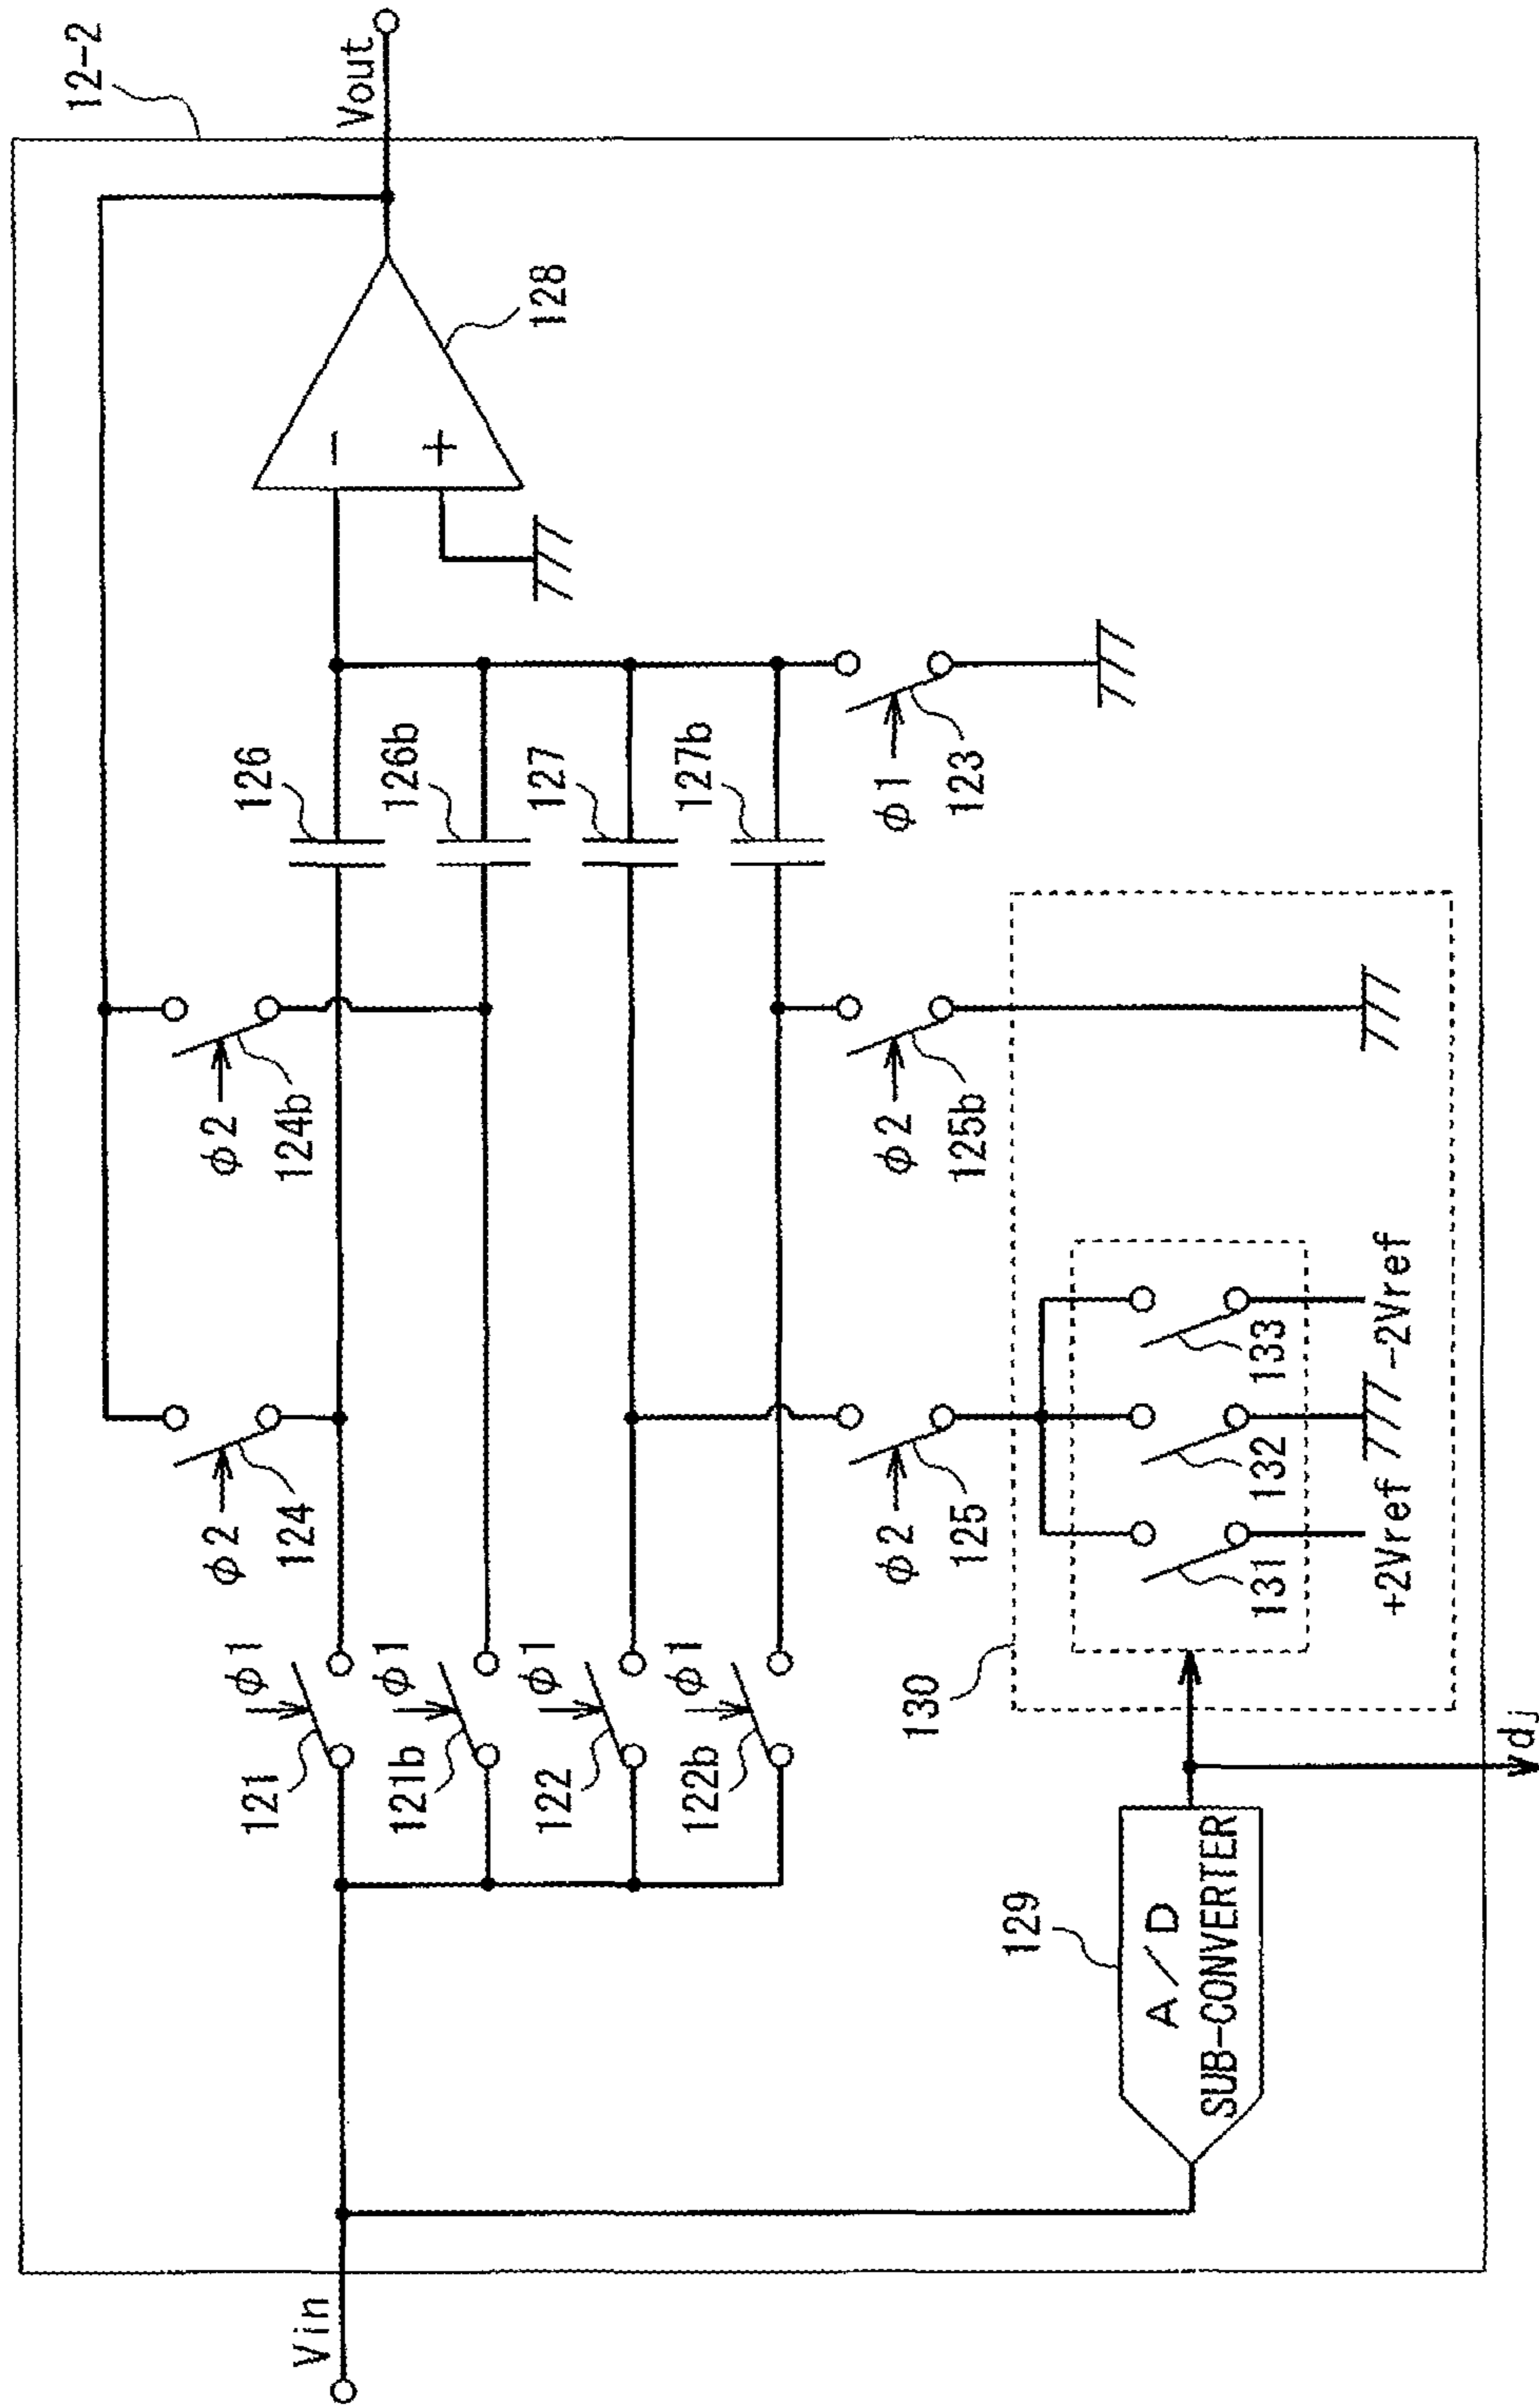 12-2
Vin
Vout
φ2
124
φ2
124b
121
φ1
126
−
+
128
121b
φ1
126b
122
φ1
127
122b
φ1
127b
φ2
125
φ2
125b
φ1
123
130
129
A/D
SUB-CONVERTER
131
132
133
+2Vref
-2Vref
dj